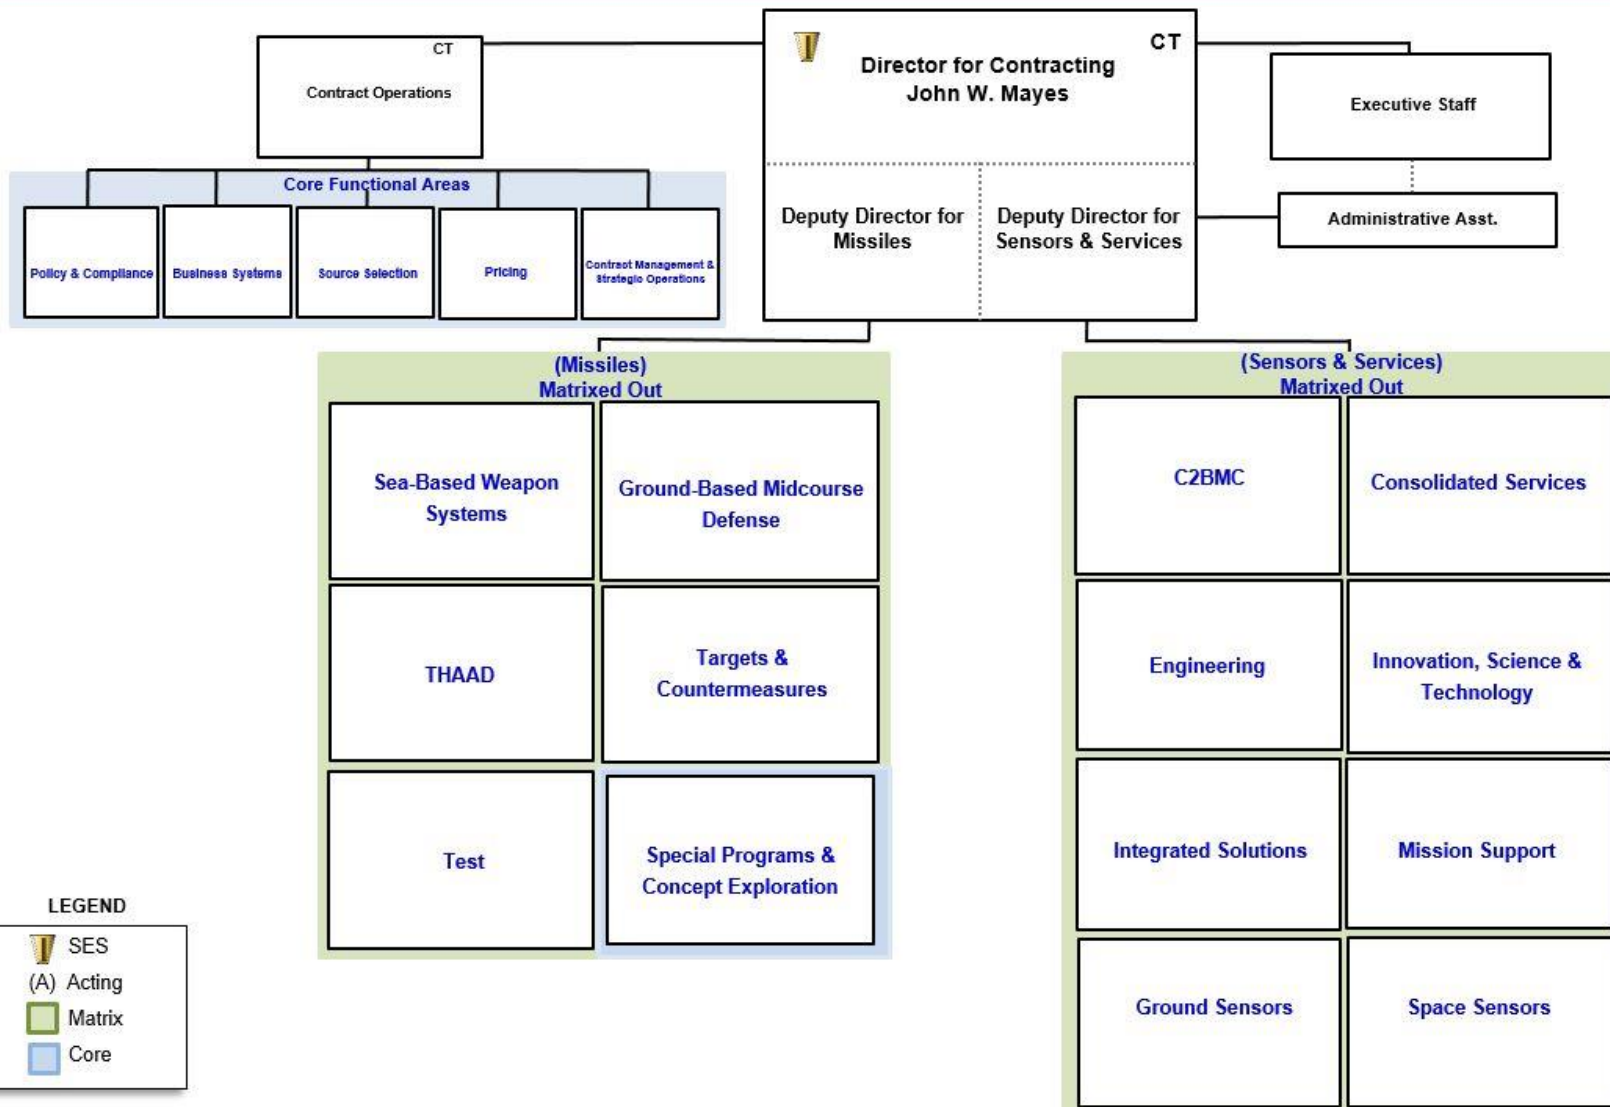 CT
Contract Operations
CT
Director for Contracting
John W. Mayes
Executive Staff
Deputy Director for
Missiles
Deputy Director for
Sensors & Services
Administrative Asst.
Core Functional Areas
Policy & Compliance
Business Systems
Source Selection
Pricing
Contract Management &
Strategic Operations
(Missiles)
Matrixed Out
Sea-Based Weapon
Systems
Ground-Based Midcourse
Defense
THAAD
Targets &
Countermeasures
Test
Special Programs &
Concept Exploration
(Sensors & Services)
Matrixed Out
C2BMC
Consolidated Services
Engineering
Innovation, Science &
Technology
Integrated Solutions
Mission Support
Ground Sensors
Space Sensors
LEGEND
SES
(A) Acting
Matrix
Core